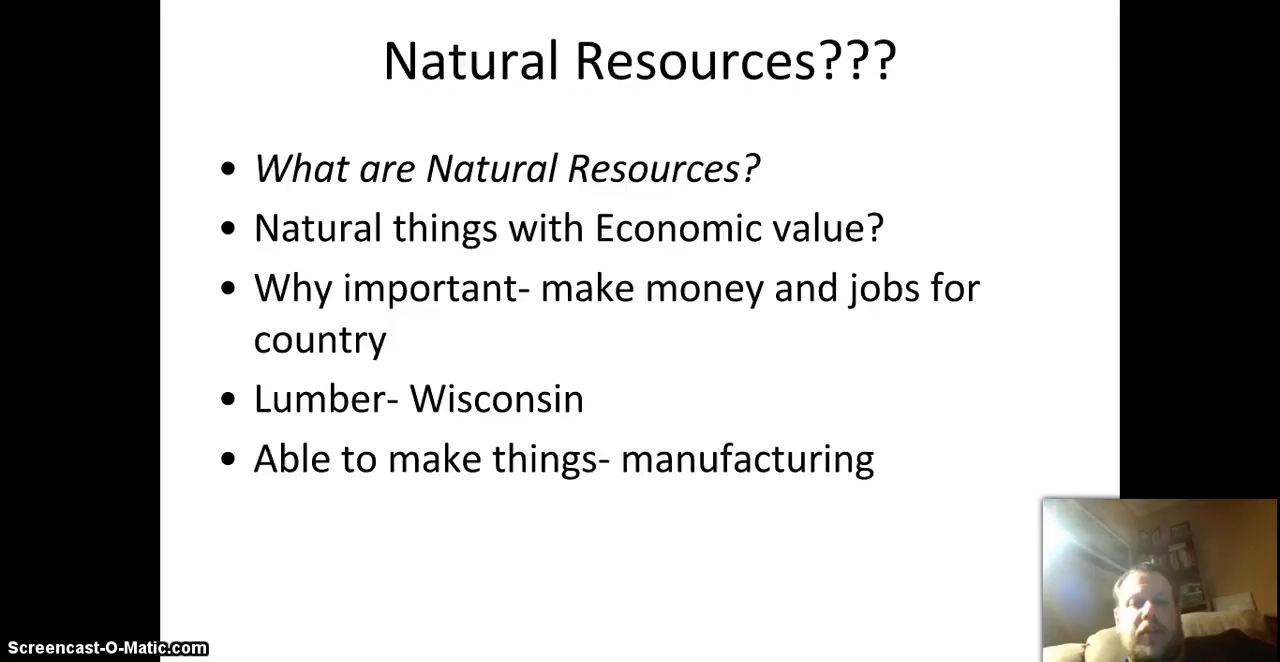 Natural Resources???
• What are Natural Resources?
• Natural things with Economic value?
• Why important- make money and jobs for
country
• Lumber- Wisconsin
• Able to make things- manufacturing
Screencast-O-Matic.com